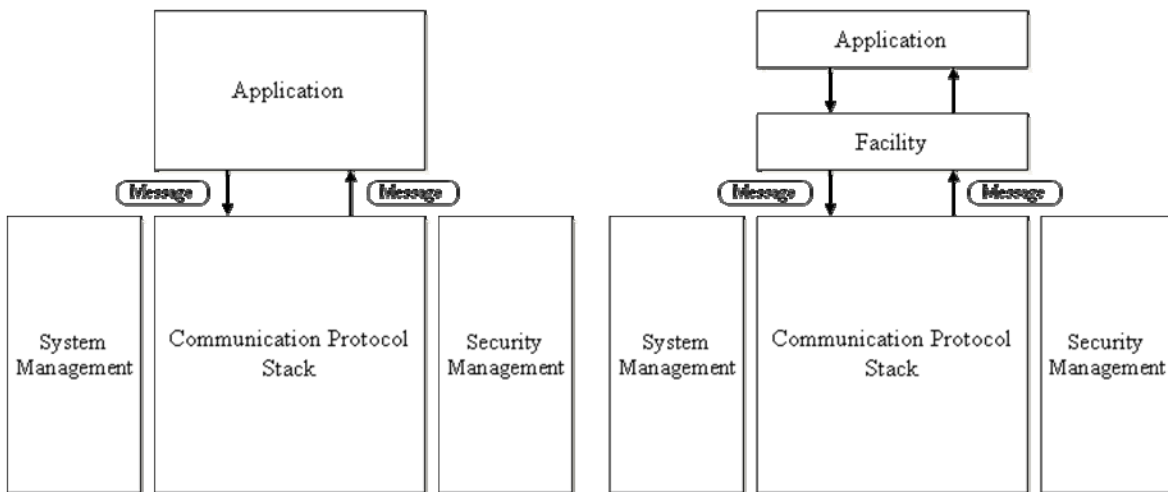 Application
Message
Message
System
Management
Communication Protocol
Stack
Security
Management
Application
Facility
Message
Message
System
Management
Communication Protocol
Stack
Security
Management